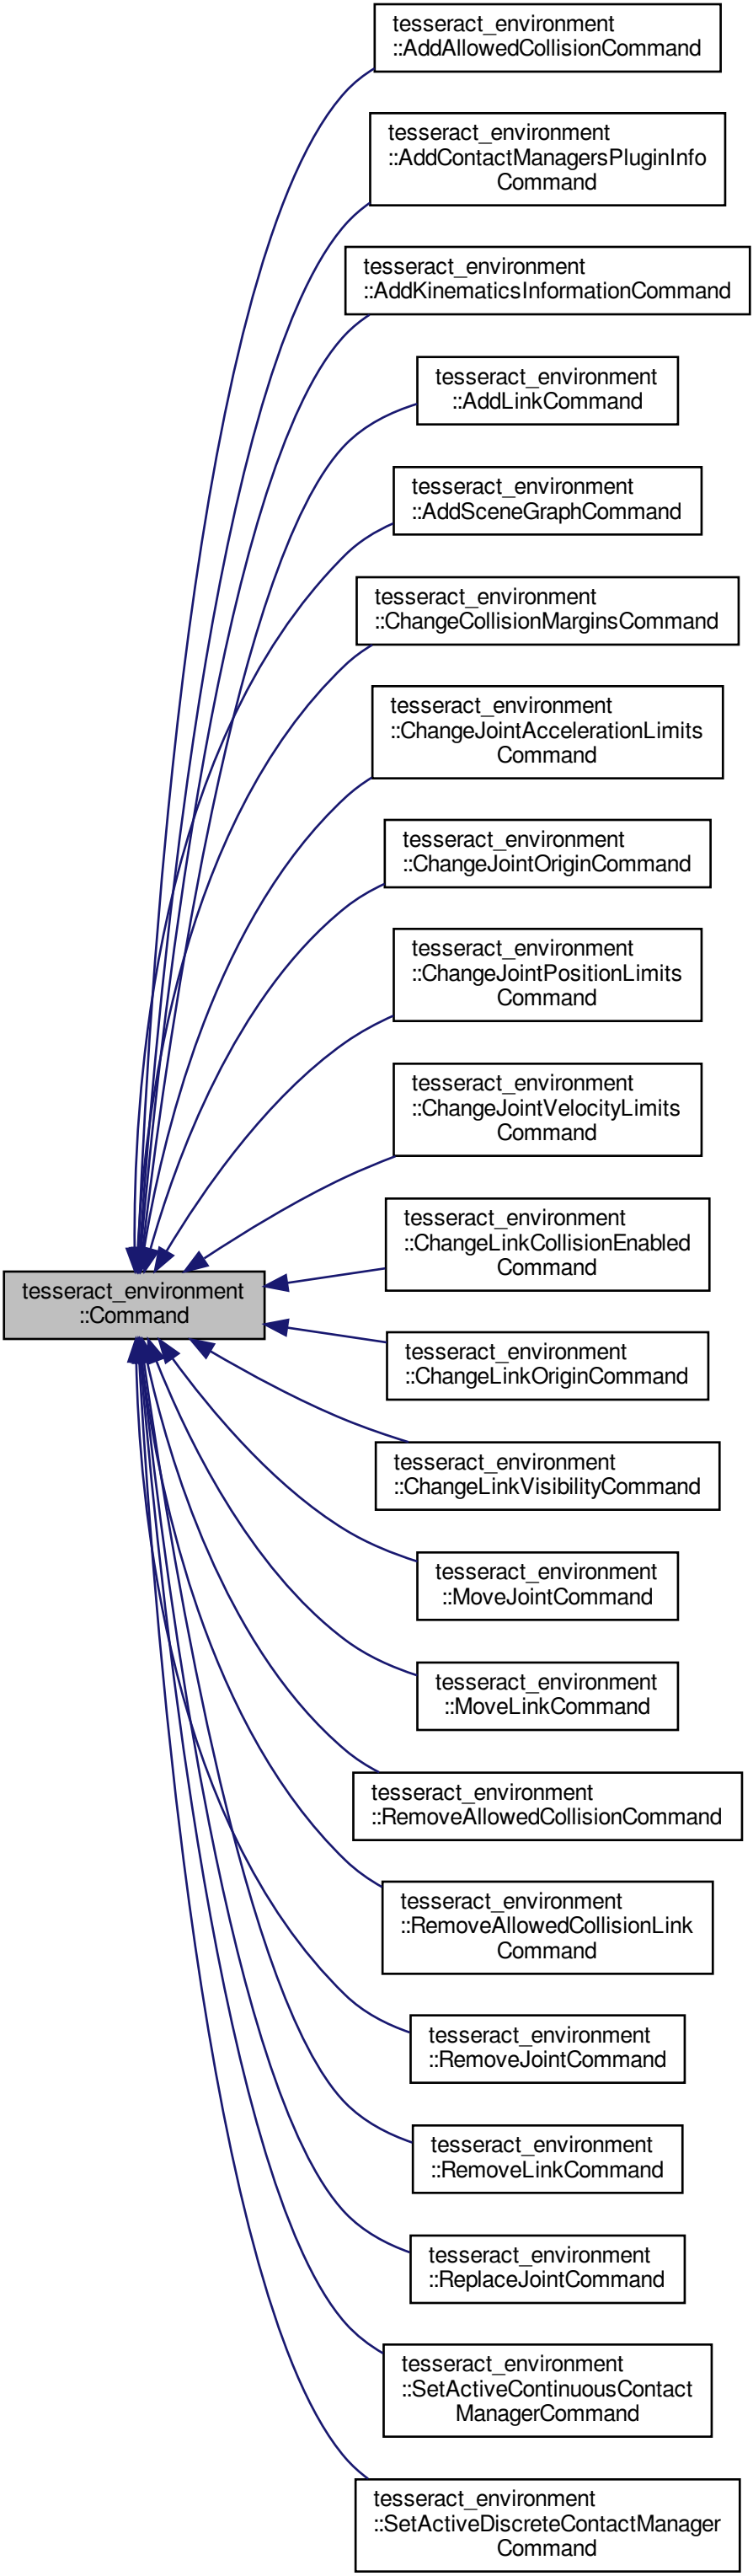 tesseract_environment
::AddAllowedCollisionCommand
tesseract_environment
::AddContactManagersPluginInfo
Command
tesseract_environment
::AddKinematicsInformationCommand
tesseract_environment
::AddLinkCommand
tesseract_environment
::AddSceneGraphCommand
tesseract_environment
::ChangeCollisionMarginsCommand
tesseract_environment
::ChangeJointAccelerationLimits
Command
tesseract_environment
::ChangeJointOriginCommand
tesseract_environment
::ChangeJointPositionLimits
Command
tesseract_environment
::ChangeJointVelocityLimits
Command
tesseract_environment
::ChangeLinkCollisionEnabled
Command
tesseract_environment
::Command
tesseract_environment
::ChangeLinkOriginCommand
tesseract_environment
::ChangeLinkVisibilityCommand
tesseract_environment
::MoveJointCommand
tesseract_environment
::MoveLinkCommand
tesseract_environment
::RemoveAllowedCollisionCommand
tesseract_environment
::RemoveAllowedCollisionLink
Command
tesseract_environment
::RemoveJointCommand
tesseract_environment
::RemoveLinkCommand
tesseract_environment
::ReplaceJointCommand
tesseract_environment
::SetActiveContinuousContact
ManagerCommand
tesseract_environment
::SetActiveDiscreteContactManager
Command